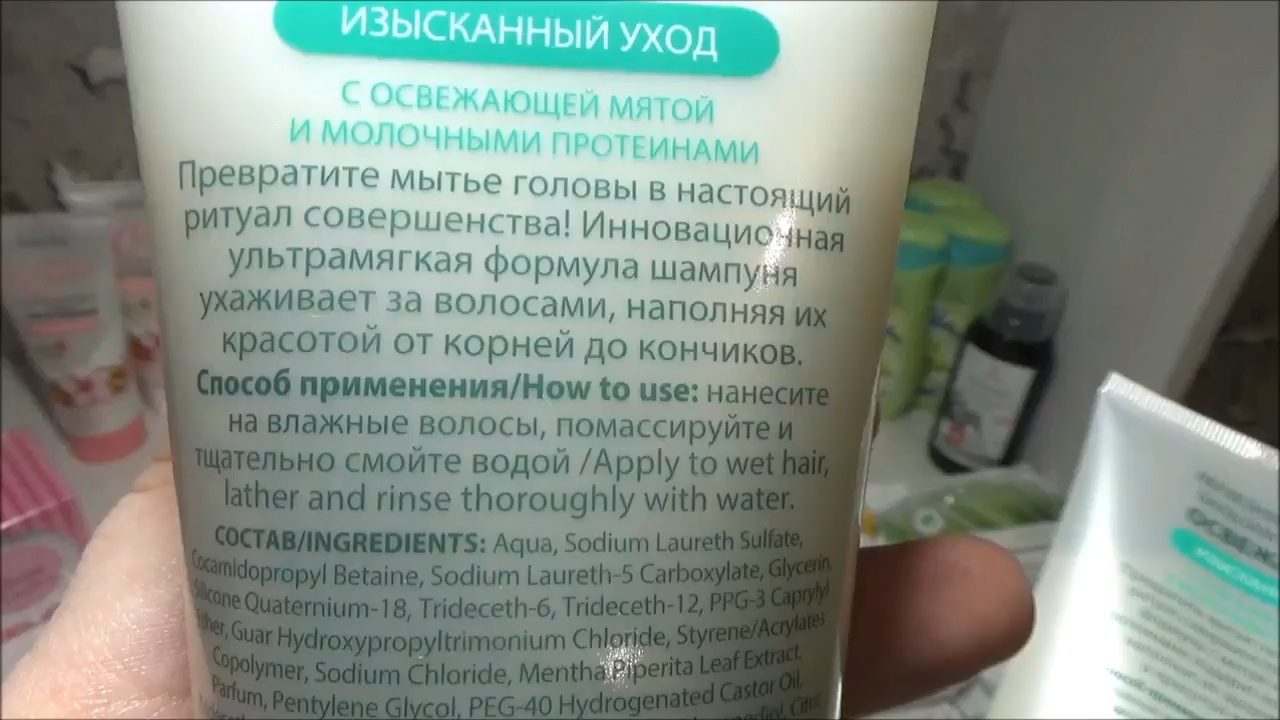 ИЗЫСКАННЫЙ УХОД
С ОСВЕЖАЮЩЕЙ МЯТОЙ
И МОЛОЧНЫМИ ПРОТЕИНАМИ
Превратите мытье головы в настоящий
ритуал совершенства! Инновационная
ультрамягкая формула шампуня
ухаживает за волосами, наполняя их
красотой от корней до кончиков.
Способ применения/How to use: нанесите
на влажные волосы, помассируйте и
тщательно смойте водой /Apply to wet hair,
lather and rinse thoroughly with water.
СОСТАВ/INGREDIENTS: Aqua, Sodium Laureth Sulfate,
Cocamidopropyl Betaine, Sodium Laureth-5 Carboxylate, Glycerin,
Silicone Quaternium-18, Trideceth-6, Trideceth-12, PPG-3 Caprylyl
Ether, Guar Hydroxypropyltrimonium Chloride, Styrene/Acrylates
Copolymer, Sodium Chloride, Mentha Piperita Leaf Extract,
Parfum, Pentylene Glycol, PEG-40 Hydrogenated Castor Oil,